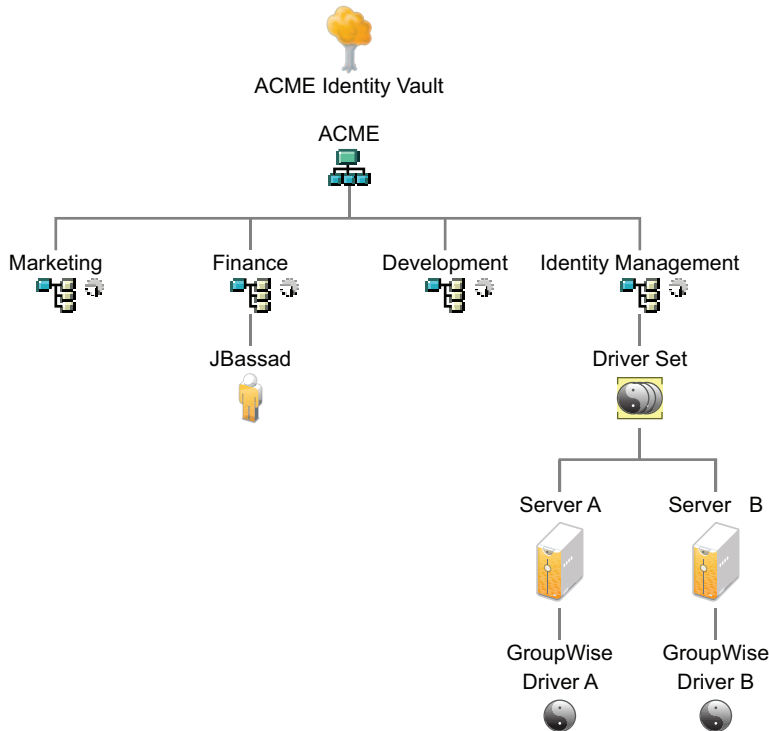 ACME Identity Vault
ACME
Marketing
Finance
Development
Identity Management
JBassad
Driver Set
Server A
Server B
GroupWise
Driver A
GroupWise
Driver B